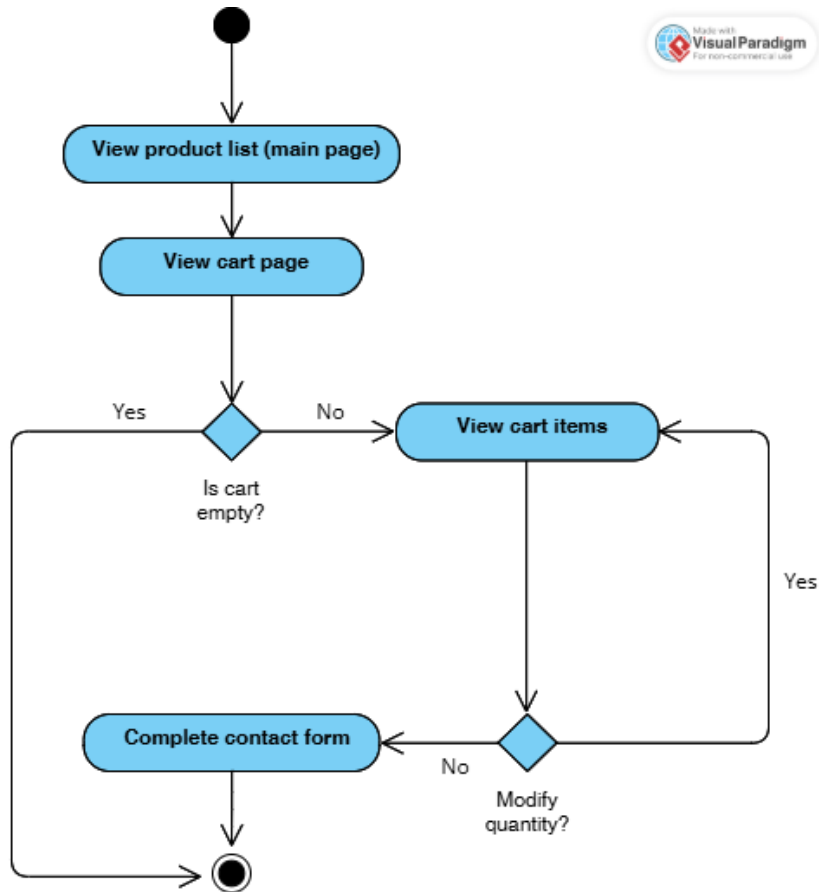 Made with
Visual Paradigm
For non-commercial use
View product list (main page)
View cart page
Yes
No
View cart items
Is cart
empty?
Yes
Complete contact form
No
Modify
quantity?